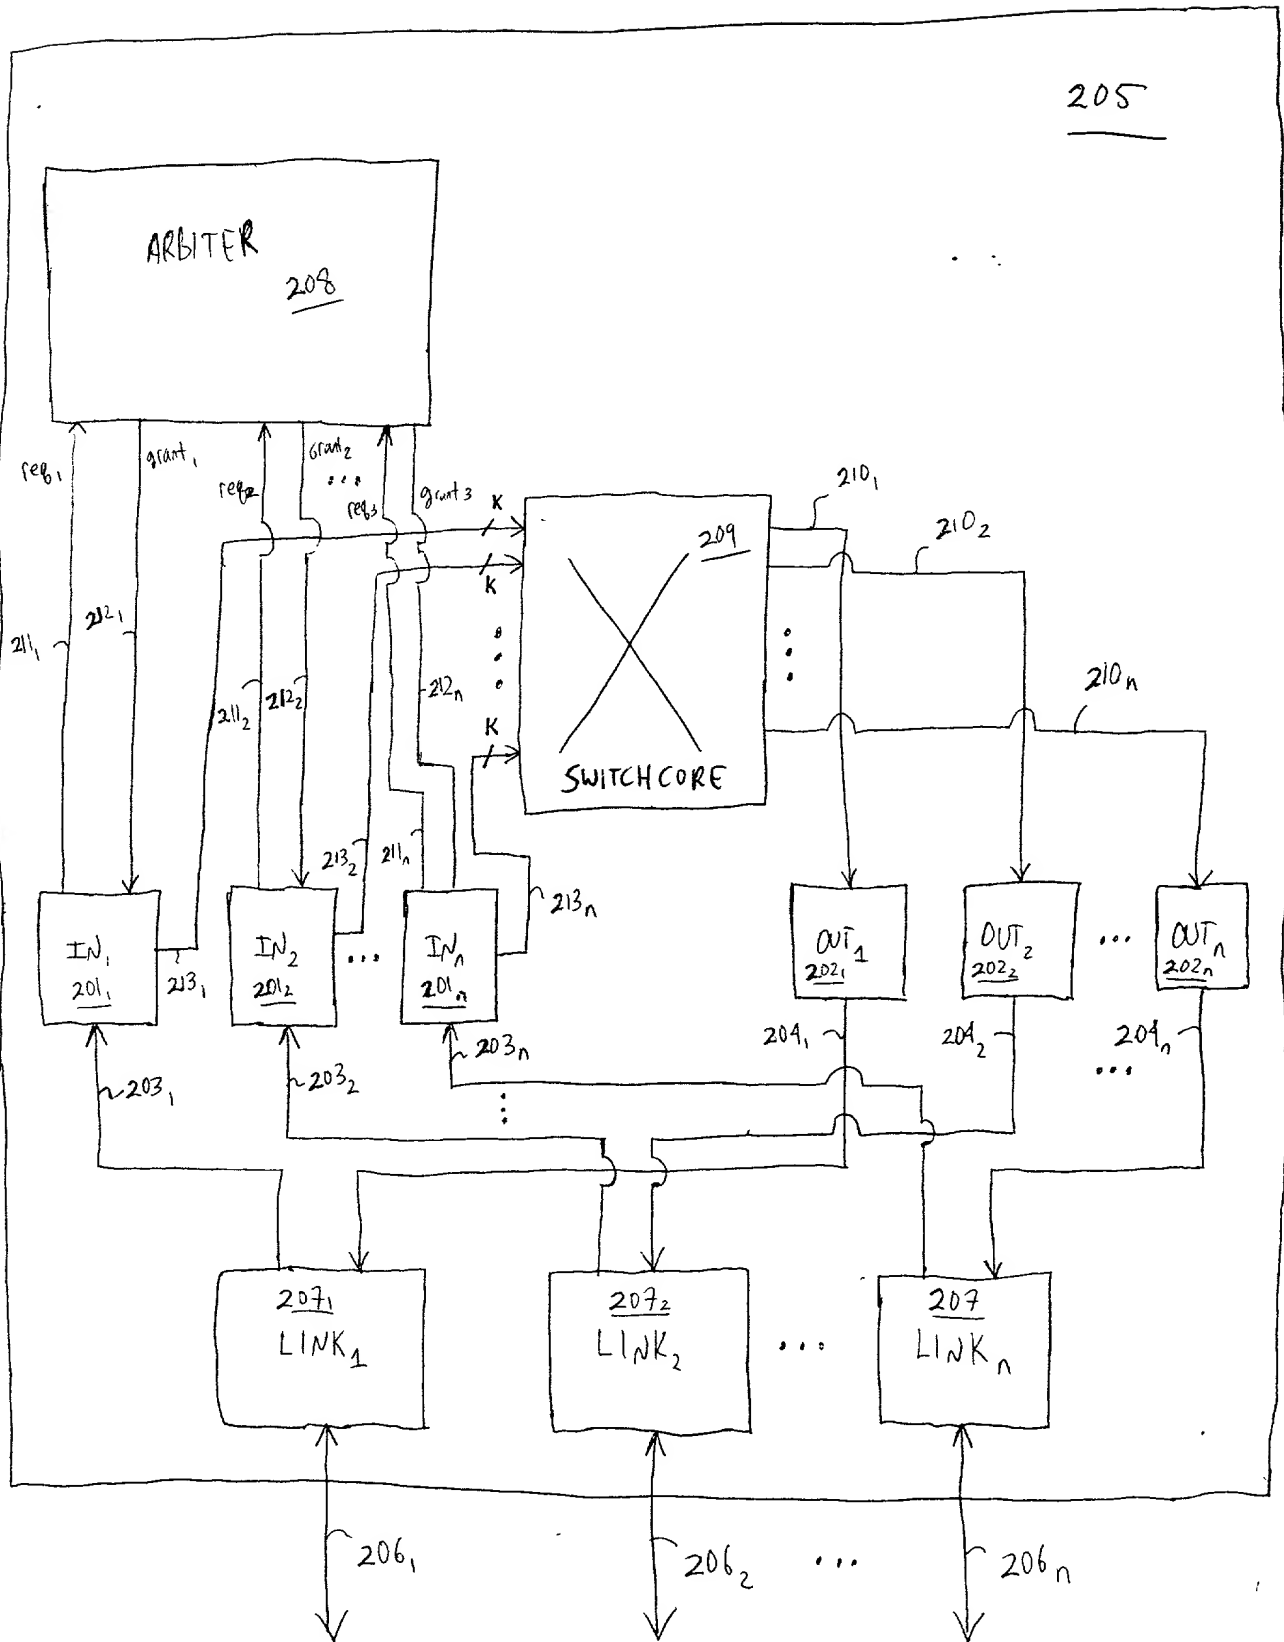 205
ARBITER
208
req₁
grant₁
req₂
grant₂
...
req₃
grant₃
K
K
K
209
SWITCHCORE
210₁
210₂
210ₙ
211₁
212₁
211₂
212₂
213₂
211ₙ
212ₙ
213ₙ
IN₁
201₁
213₁
IN₂
201₂
...
INₙ
201ₙ
OUT₁
202₁
OUT₂
202₂
...
OUTₙ
202ₙ
203₁
203₂
203ₙ
204₁
204₂
...
204ₙ
207₁
LINK₁
207₂
LINK₂
...
207
LINKₙ
206₁
206₂
...
206ₙ